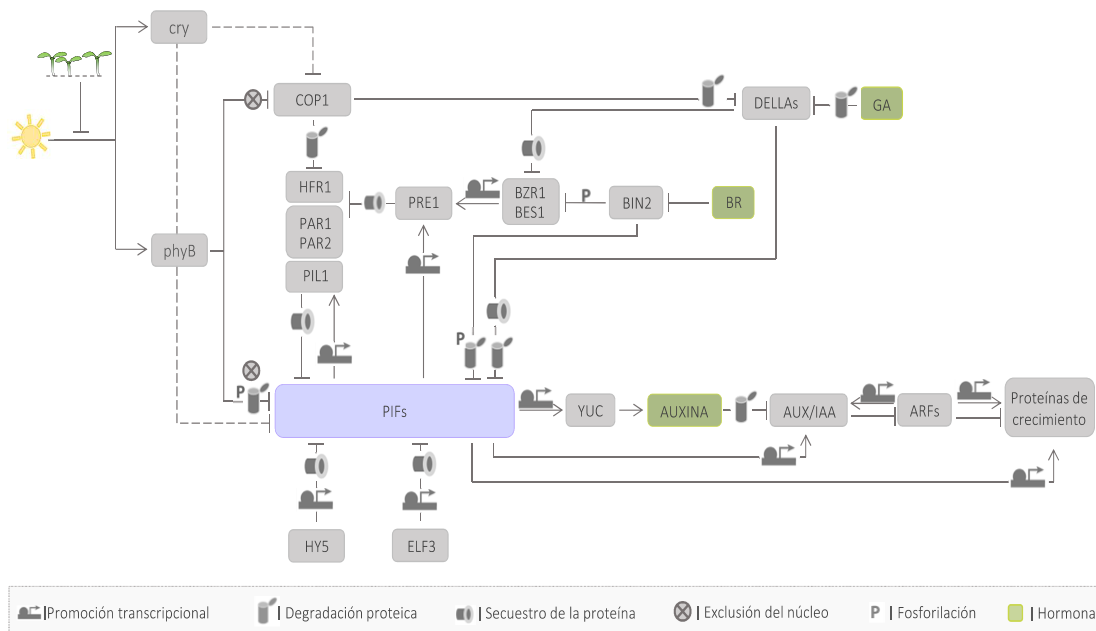 cry
COP1
DELLAs
GA
HFR1
PAR1
PAR2
PIL1
PRE1
BZR1
BES1
P
BIN2
BR
phyB
P
P
PIFs
YUC
AUXINA
AUX/IAA
ARFs
Proteínas de
crecimiento
HY5
ELF3
Promoción transcripcional
Degradación proteica
Secuestro de la proteína
Exclusión del núcleo
P Fosforilación
Hormona